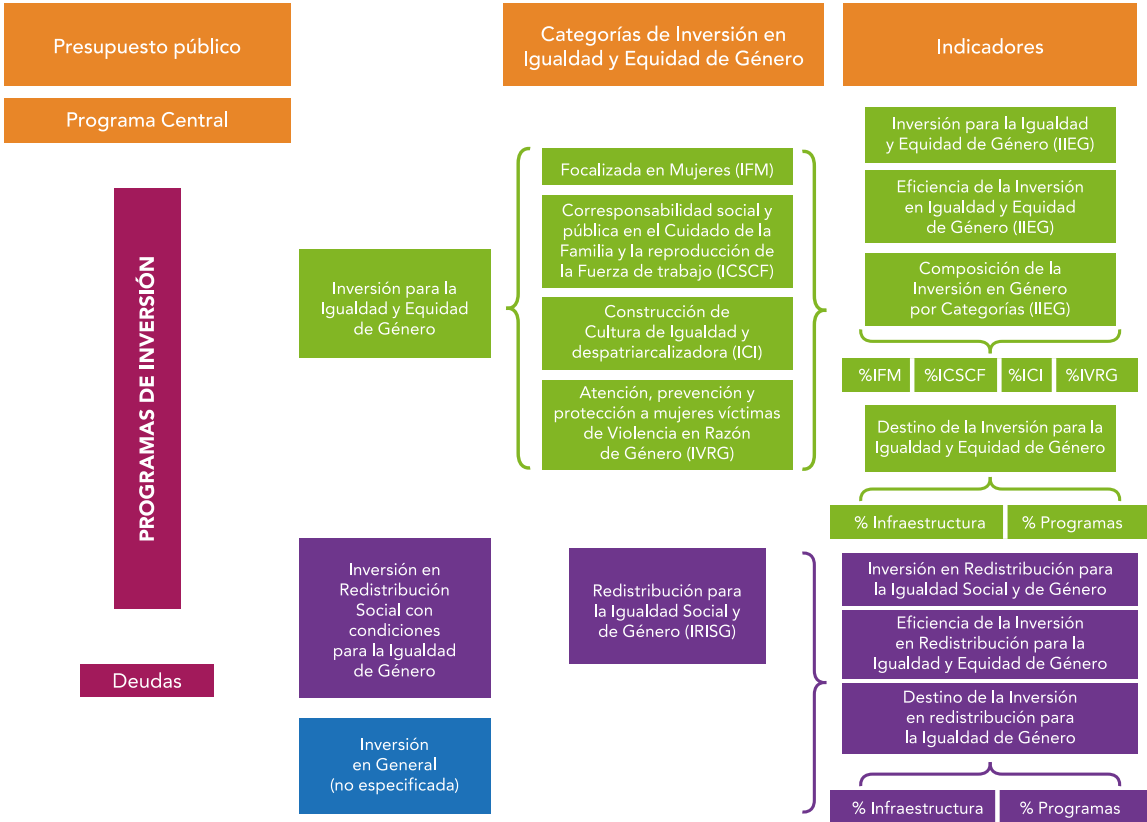 Presupuesto público
Categorías de Inversión en
Igualdad y Equidad de Género
Indicadores
Programa Central
PROGRAMAS DE INVERSIÓN
Deudas
Inversión para la
Igualdad y Equidad
de Género
Focalizada en Mujeres (IFM)
Corresponsabilidad social y
pública en el Cuidado de la
Familia y la reproducción de
la Fuerza de trabajo (ICSCF)
Construcción de
Cultura de Igualdad y
despatriarcalizadora (ICI)
Atención, prevención y
protección a mujeres víctimas
de Violencia en Razón
de Género (IVRG)
Inversión para la Igualdad
y Equidad de Género (IIEG)
Eficiencia de la Inversión
en Igualdad y Equidad
de Género (IIEG)
Composición de la
Inversión en Género
por Categorías (IIEG)
%IFM
%ICSCF
%ICI
%IVRG
Destino de la Inversión para la
Igualdad y Equidad de Género
% Infraestructura
% Programas
Inversión en
Redistribución
Social con
condiciones
para la Igualdad
de Género
Redistribución para
la Igualdad Social y
de Género (IRISG)
Inversión en Redistribución para
la Igualdad Social y de Género
Eficiencia de la Inversión
en Redistribución para la
Igualdad y Equidad de Género
Destino de la Inversión
en redistribución para
la Igualdad de Género
% Infraestructura
% Programas
Inversión
en General
(no especificada)